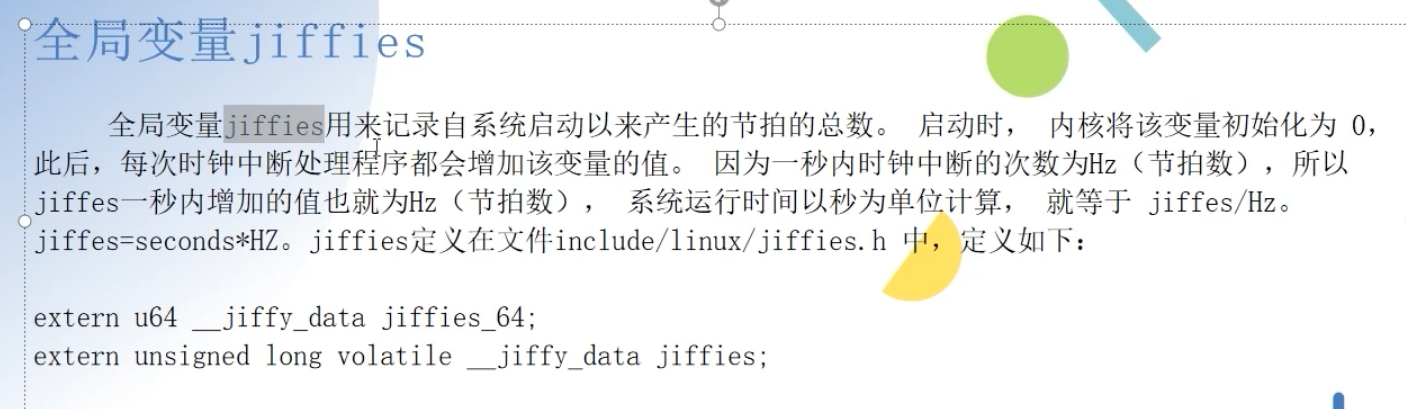 全局变量jiffies
全局变量jiffies用来记录自系统启动以来产生的节拍的总数。 启动时， 内核将该变量初始化为 0，
此后，每次时钟中断处理程序都会增加该变量的值。 因为一秒内时钟中断的次数为Hz（节拍数），所以
jiffes一秒内增加的值也就为Hz（节拍数）， 系统运行时间以秒为单位计算， 就等于 jiffes/Hz。
jiffes=seconds*HZ。jiffies定义在文件include/linux/jiffies.h 中，定义如下：
extern u64 __jiffy_data jiffies_64;
extern unsigned long volatile __jiffy_data jiffies;